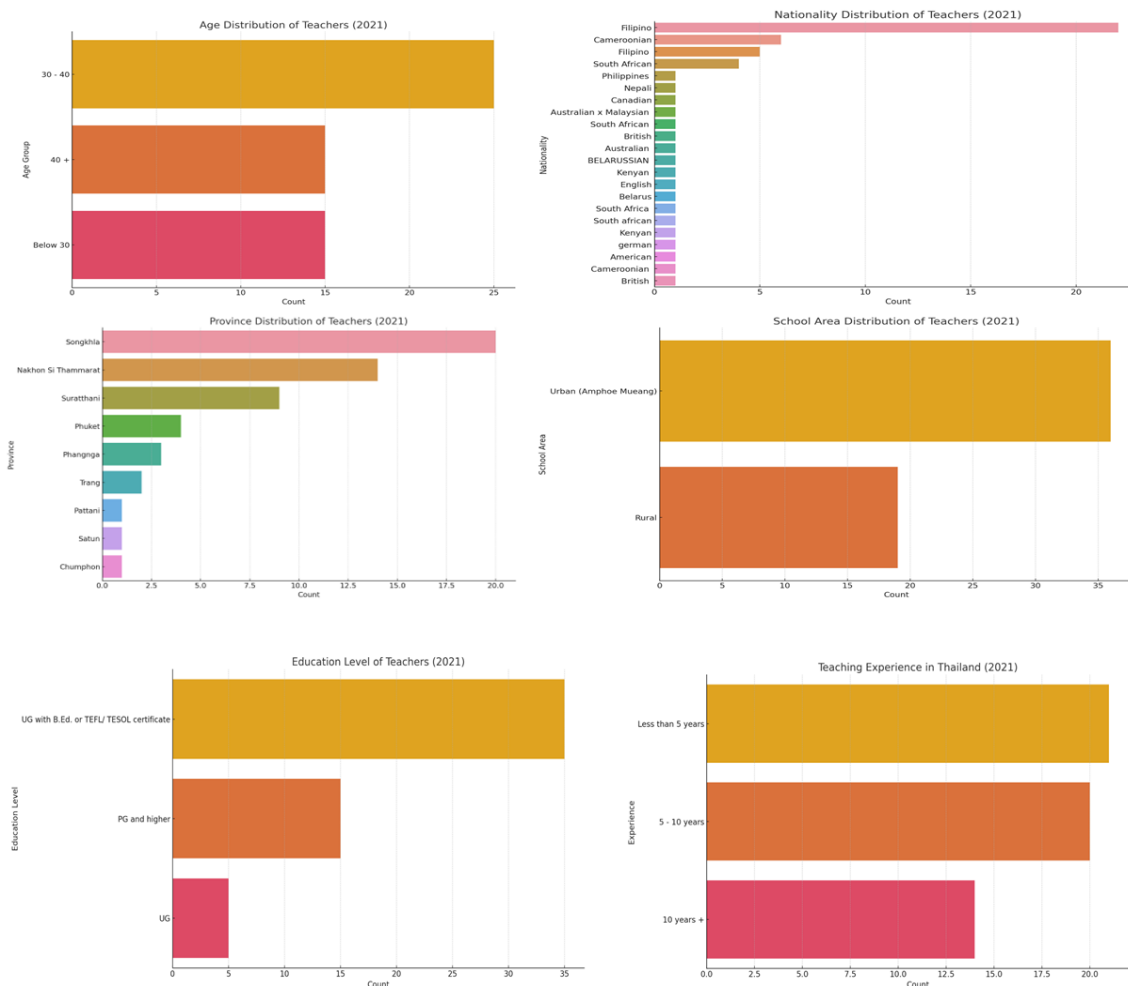 Age Distribution of Teachers (2021)
30 - 40
40 +
Below 30
Age Group
0 5 10 15 20 25
Count
Nationality Distribution of Teachers (2021)
Filipino
Cameroonian
Filipino
South African
Philippines
Nepali
Canadian
Australian x Malaysian
South African
British
Australian
BELARUSSIAN
Kenyan
English
Belarus
South Africa
South african
Kenyan
german
American
Cameroonian
British
Nationality
0 5 10 15 20
Count
Province Distribution of Teachers (2021)
Songkhla
Nakhon Si Thammarat
Suratthani
Phuket
Phangnga
Trang
Pattani
Satun
Chumphon
Province
0.0 2.5 5.0 7.5 10.0 12.5 15.0 17.5 20.0
Count
School Area Distribution of Teachers (2021)
Urban (Amphoe Mueang)
Rural
School Area
0 5 10 15 20 25 30 35
Count
Education Level of Teachers (2021)
UG with B.Ed. or TEFL/ TESOL certificate
PG and higher
UG
Education Level
0 5 10 15 20 25 30 35
Count
Teaching Experience in Thailand (2021)
Less than 5 years
5 - 10 years
10 years +
Experience
0.0 2.5 5.0 7.5 10.0 12.5 15.0 17.5 20.0
Count